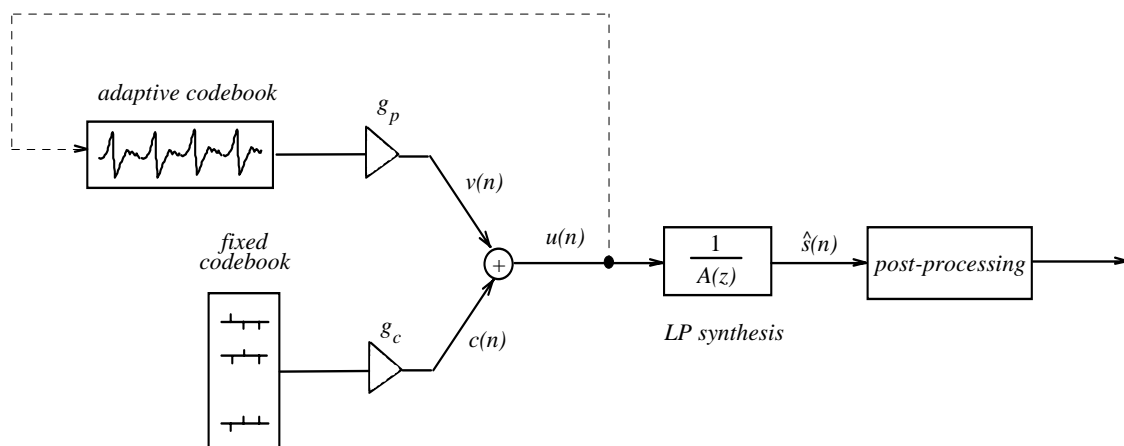 adaptive codebook
g_p
v(n)
fixed
codebook
g_c
c(n)
+
u(n)
1
A(z)
LP synthesis
ŝ(n)
post-processing